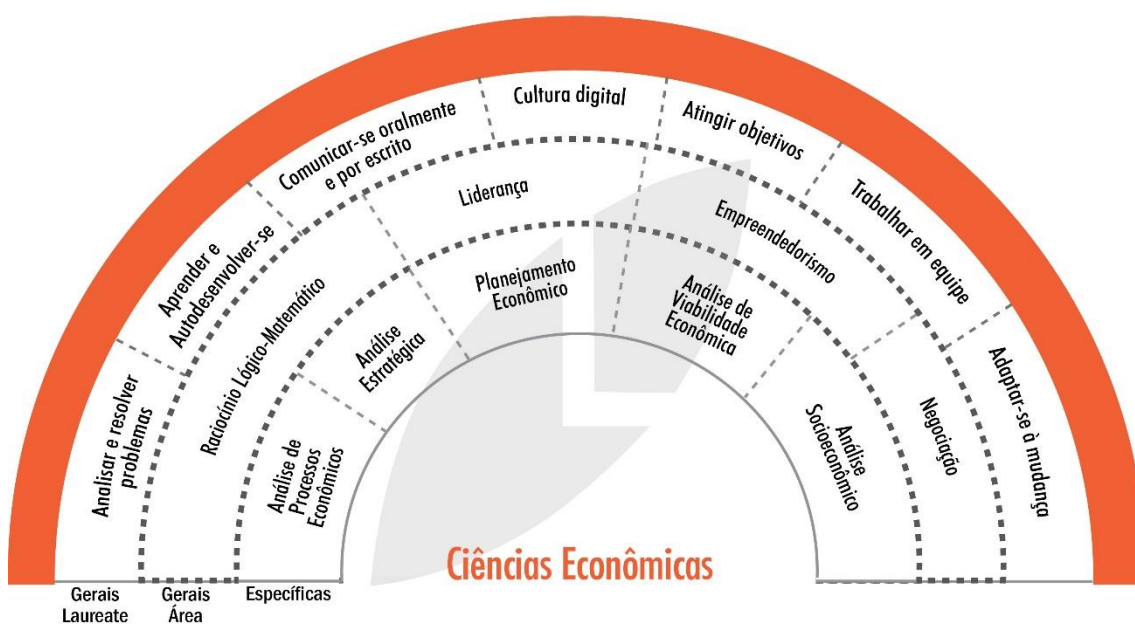 Analisar e resolver
problemas
Aprender e
Autodesenvolver-se
Comunicar-se oralmente
e por escrito
Cultura digital
Atingir objetivos
Trabalhar em equipe
Adaptar-se à mudança
Raciocínio Lógico-Matemático
Liderança
Empreendedorismo
Negociação
Análise de
Processos
Econômicos
Análise
Estratégica
Planejamento
Econômico
Análise de
Viabilidade
Econômica
Análise
Socioeconômico
Ciências Econômicas
Gerais
Laureate
Gerais
Área
Específicas